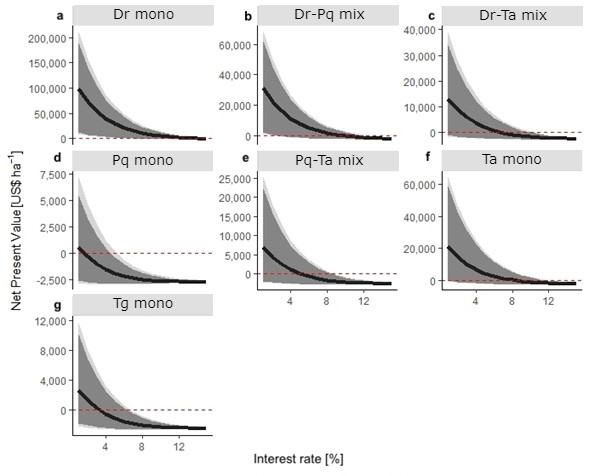 a Dr mono
b Dr-Pq mix
c Dr-Ta mix
200,000
150,000
100,000
50,000
0
60,000
40,000
20,000
0
40,000
30,000
20,000
10,000
0
d Pq mono
e Pq-Ta mix
f Ta mono
7,500
5,000
2,500
0
-2,500
25,000
20,000
15,000
10,000
5,000
0
4 8 12
60,000
40,000
20,000
0
4 8 12
g Tg mono
12,000
8,000
4,000
0
4 8 12
Net Present Value [US$ ha⁻¹]
Interest rate [%]